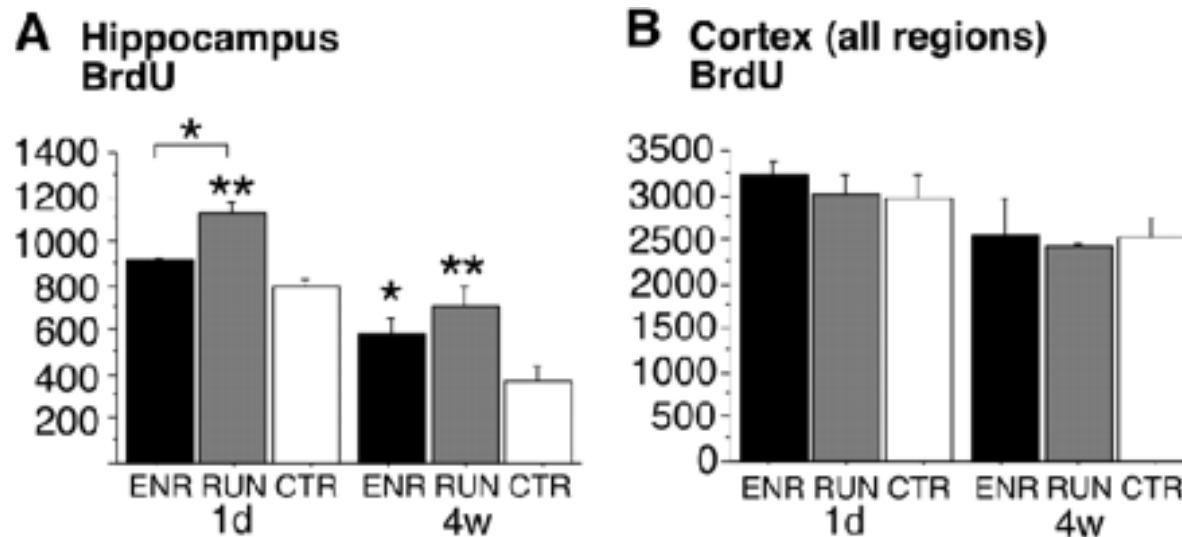 A Hippocampus
BrdU
1400
1200
1000
800
600
400
200
*
**
*
**
ENR RUN CTR ENR RUN CTR
1d 4w
B Cortex (all regions)
BrdU
3500
3000
2500
2000
1500
1000
500
0
ENR RUN CTR ENR RUN CTR
1d 4w